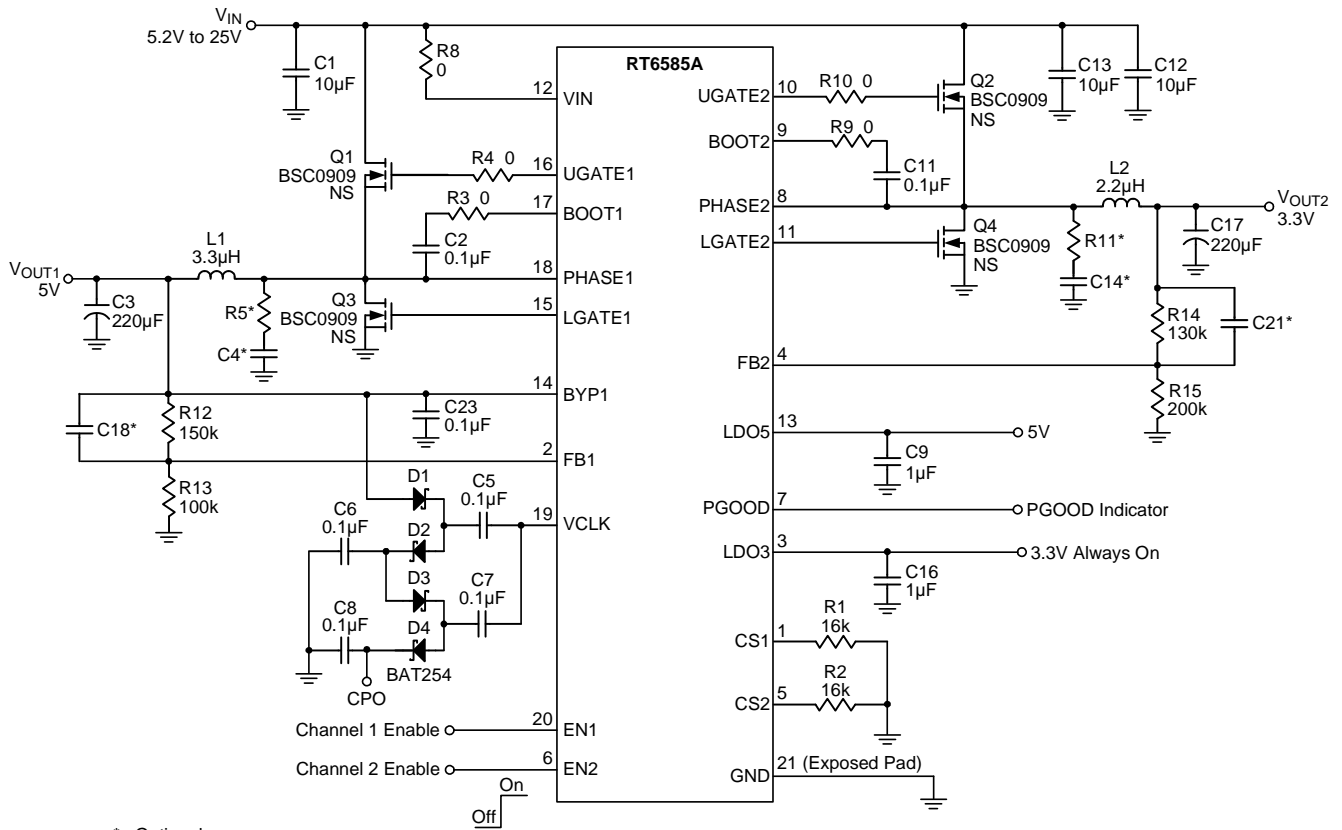 VIN
5.2V to 25V
C1
10µF
R8
0
RT6585A
12
VIN
Q1
BSC0909
NS
R4 0
16
UGATE1
R3 0
17
BOOT1
C2
0.1µF
L1
3.3µH
18
PHASE1
VOUT1
5V
C3
220µF
R5*
C4*
Q3
BSC0909
NS
15
LGATE1
14
BYP1
C23
0.1µF
C18*
R12
150k
2
FB1
R13
100k
D1
C5
0.1µF
19
VCLK
C6
0.1µF
D2
D3
C7
0.1µF
C8
0.1µF
D4
BAT254
CPO
Channel 1 Enable
20
EN1
Channel 2 Enable
6
EN2
On
Off
UGATE2
10
R10 0
Q2
BSC0909
NS
C13
10µF
C12
10µF
BOOT2
9
R9 0
C11
0.1µF
PHASE2
8
L2
2.2µH
VOUT2
3.3V
C17
220µF
LGATE2
11
Q4
BSC0909
NS
R11*
C14*
R14
130k
C21*
FB2
4
R15
200k
LDO5
13
5V
C9
1µF
PGOOD
7
PGOOD Indicator
LDO3
3
3.3V Always On
C16
1µF
CS1
1
R1
16k
CS2
5
R2
16k
GND
21 (Exposed Pad)
* : Optional